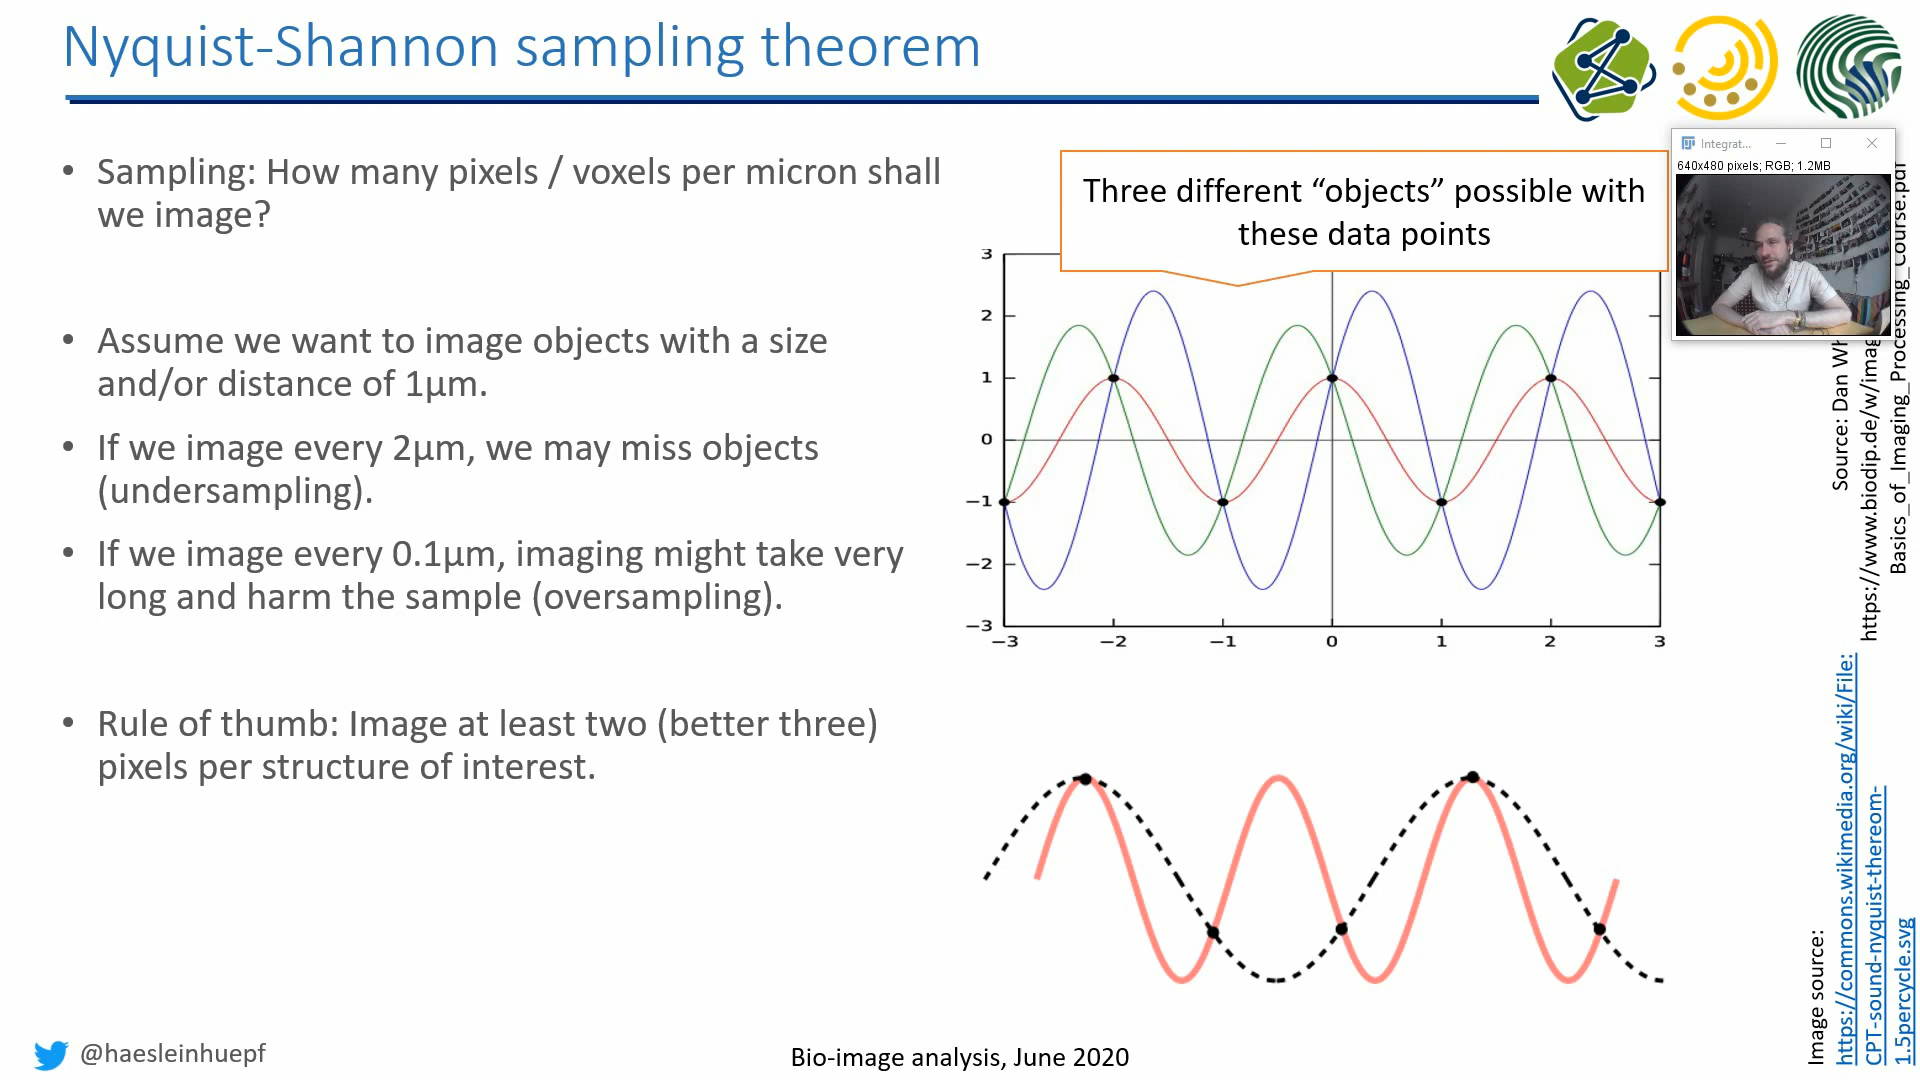 Nyquist-Shannon sampling theorem
• Sampling: How many pixels / voxels per micron shall
we image?
• Assume we want to image objects with a size
and/or distance of 1µm.
• If we image every 2µm, we may miss objects
(undersampling).
• If we image every 0.1µm, imaging might take very
long and harm the sample (oversampling).
• Rule of thumb: Image at least two (better three)
pixels per structure of interest.
Three different “objects” possible with
these data points
3
2
1
0
−1
−2
−3
−3 −2 −1 0 1 2 3
Integrat...
640x480 pixels; RGB; 1.2MB
Source: Dan
https://www.biodip.de/w/imag
Basics_of_Imaging_Processing_Course.pdf
Image source:
https://commons.wikimedia.org/wiki/File:
CPT-sound-nyquist-thereom-
1.5percycle.svg
@haesleinhuepf
Bio-image analysis, June 2020